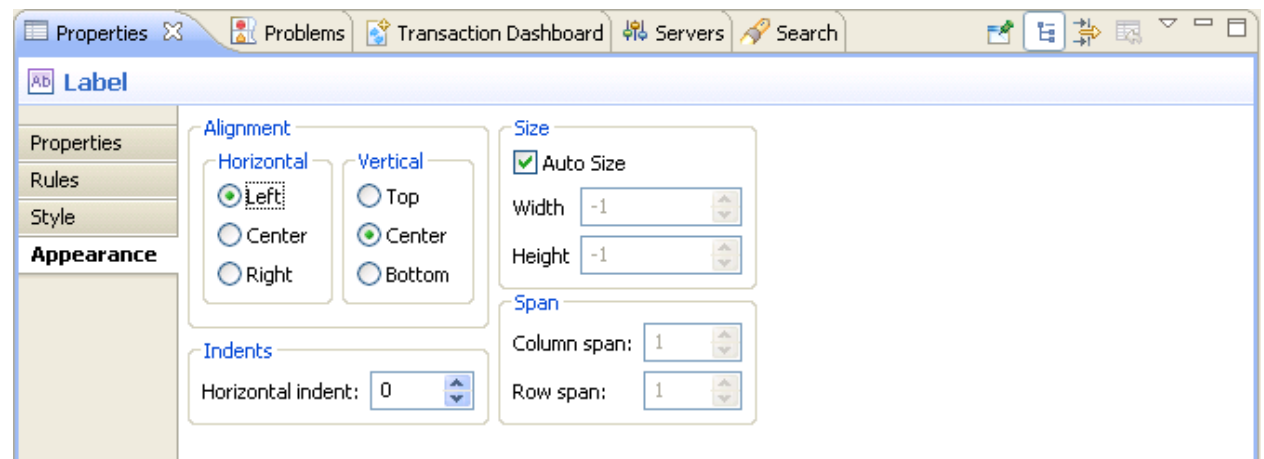 Properties Problems Transaction Dashboard Servers Search
Ab Label
Properties
Rules
Style
Appearance
Alignment
Horizontal
Left
Center
Right
Vertical
Top
Center
Bottom
Indents
Horizontal indent: 0
Size
Auto Size
Width -1
Height -1
Span
Column span: 1
Row span: 1